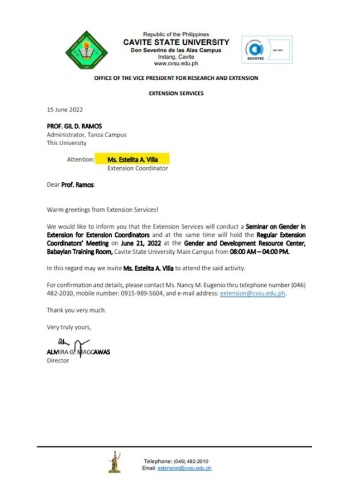 Republic of the Philippines
CAVITE STATE UNIVERSITY
Don Severino de las Alas Campus
Indang, Cavite
www.cvsu.edu.ph
SOCOTEC
OFFICE OF THE VICE PRESIDENT FOR RESEARCH AND EXTENSION
EXTENSION SERVICES
15 June 2022
PROF. GIL D. RAMOS
Administrator, Tanza Campus
This University
Attention: Ms. Estelita A. Villa
Extension Coordinator
Dear Prof. Ramos:
Warm greetings from Extension Services!
We would like to inform you that the Extension Services will conduct a Seminar on Gender in
Extension for Extension Coordinators and at the same time will hold the Regular Extension
Coordinators' Meeting on June 21, 2022 at the Gender and Development Resource Center,
Babaylan Training Room, Cavite State University Main Campus from 08:00 AM – 04:00 PM.
In this regard may we invite Ms. Estelita A. Villa to attend the said activity.
For confirmation and details, please contact Ms. Nancy M. Eugenio thru telephone number (046)
482-2010, mobile number: 0915-989-5604, and e-mail address: extension@cvsu.edu.ph.
Thank you very much.
Very truly yours,
ALMIRA G. MAGCAWAS
Director
Telephone: (046) 482-2010
Email: extension@cvsu.edu.ph